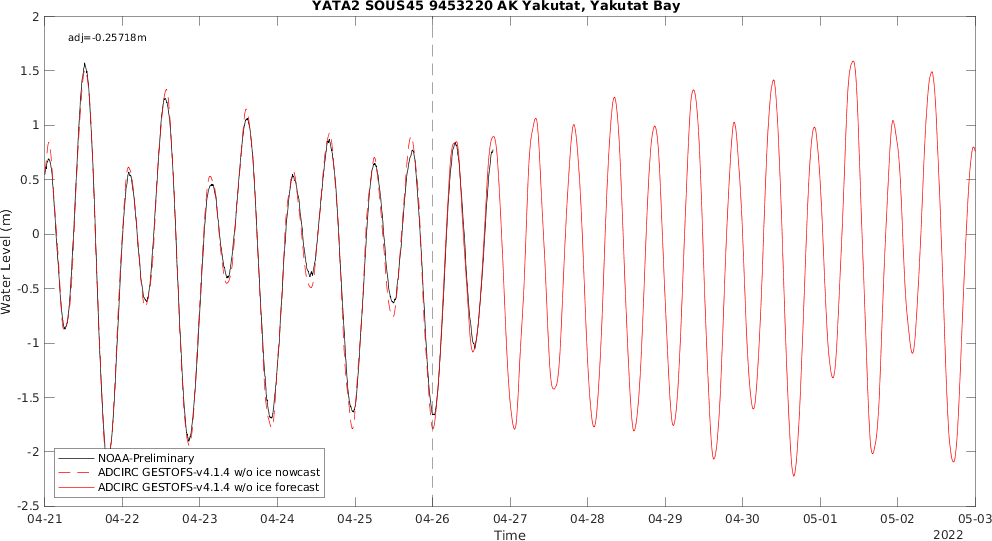 YATA2 SOUS45 9453220 AK Yakutat, Yakutat Bay
adj=-0.25718m
2
1.5
1
0.5
0
-0.5
-1
-1.5
-2
-2.5
Water Level (m)
NOAA-Preliminary
ADCIRC GESTOFS-v4.1.4 w/o ice nowcast
ADCIRC GESTOFS-v4.1.4 w/o ice forecast
04-21 04-22 04-23 04-24 04-25 04-26 04-27 04-28 04-29 04-30 05-01 05-02 05-03
Time
2022